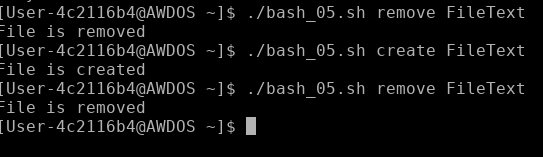 [User-4c2116b4@AWDOS ~]$ ./bash_05.sh remove FileText
File is removed
[User-4c2116b4@AWDOS ~]$ ./bash_05.sh create FileText
File is created
[User-4c2116b4@AWDOS ~]$ ./bash_05.sh remove FileText
File is removed
[User-4c2116b4@AWDOS ~]$